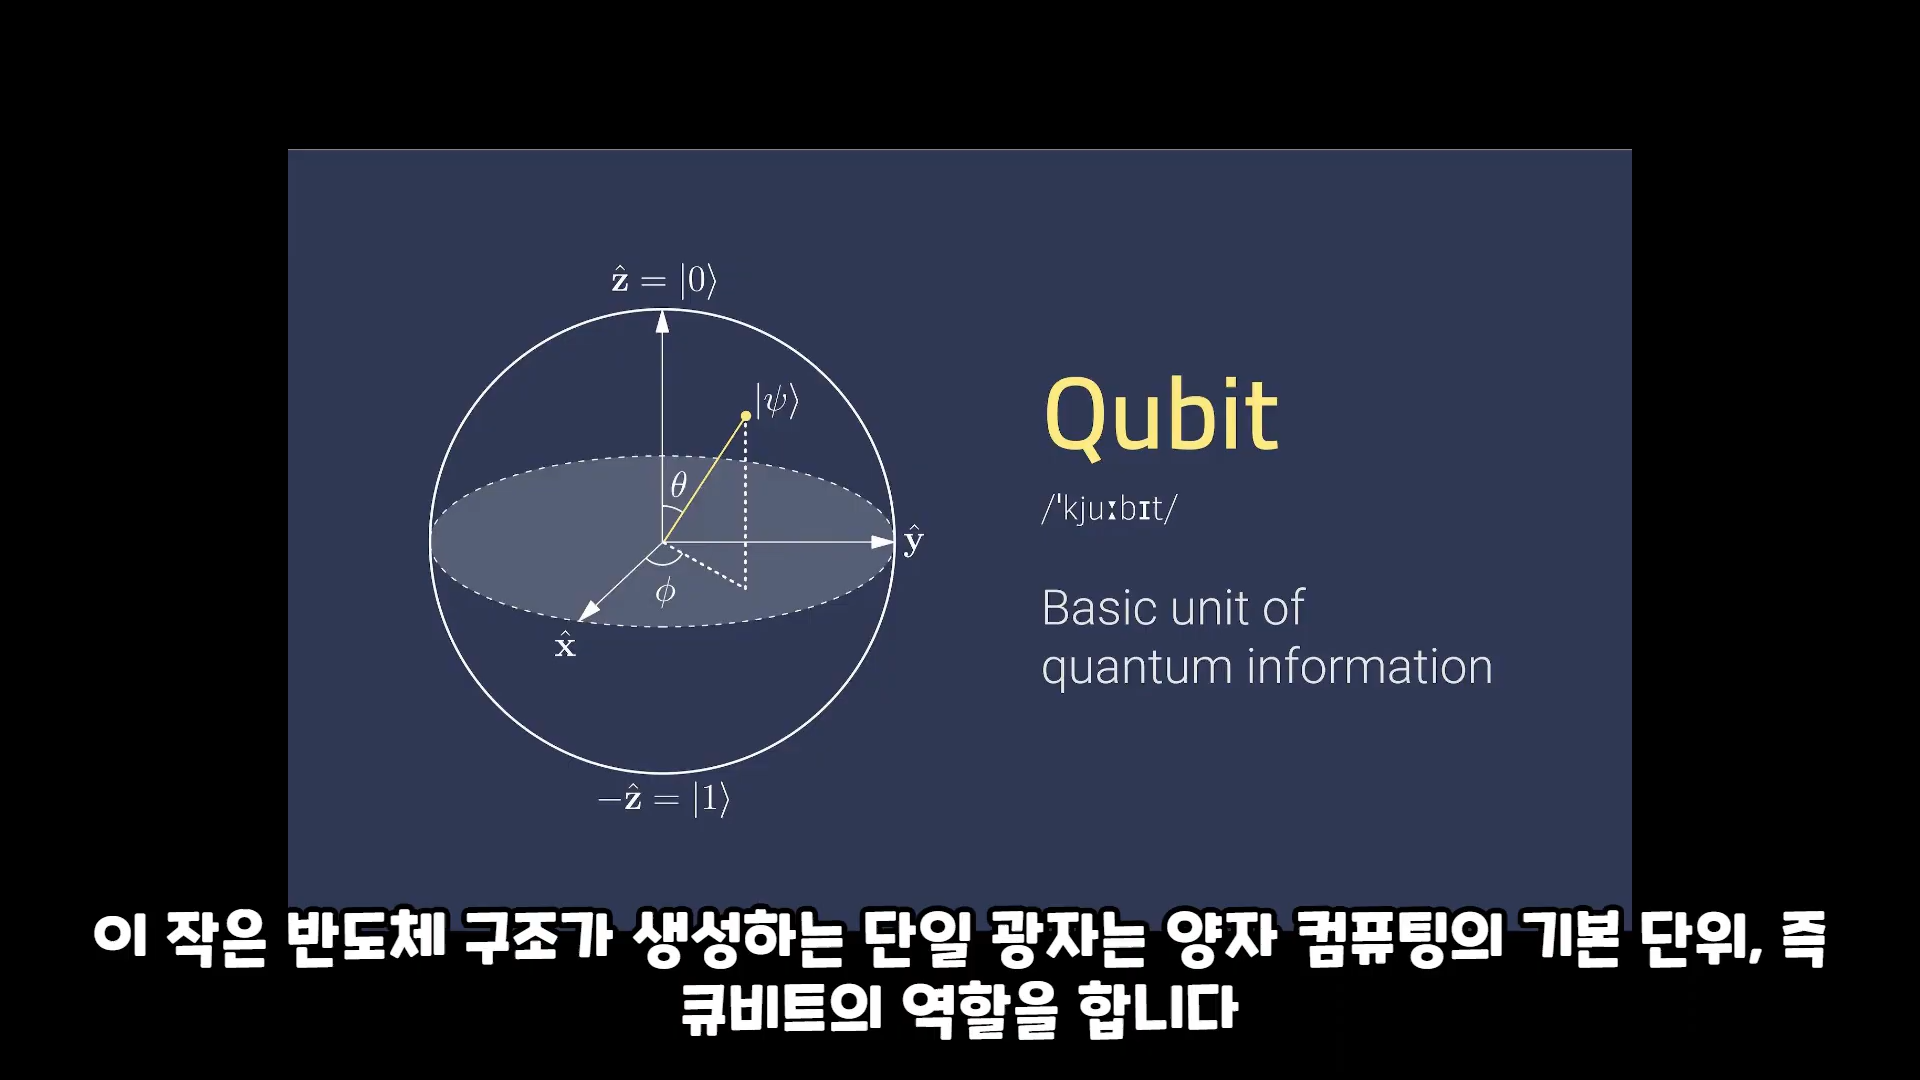 ẑ = |0⟩
|ψ⟩
θ
ŷ
ϕ
x̂
−ẑ = |1⟩
Qubit
/ˈkjuːbɪt/
Basic unit of
quantum information
이 작은 반도체 구조가 생성하는 단일 광자는 양자 컴퓨팅의 기본 단위, 즉
큐비트의 역할을 합니다